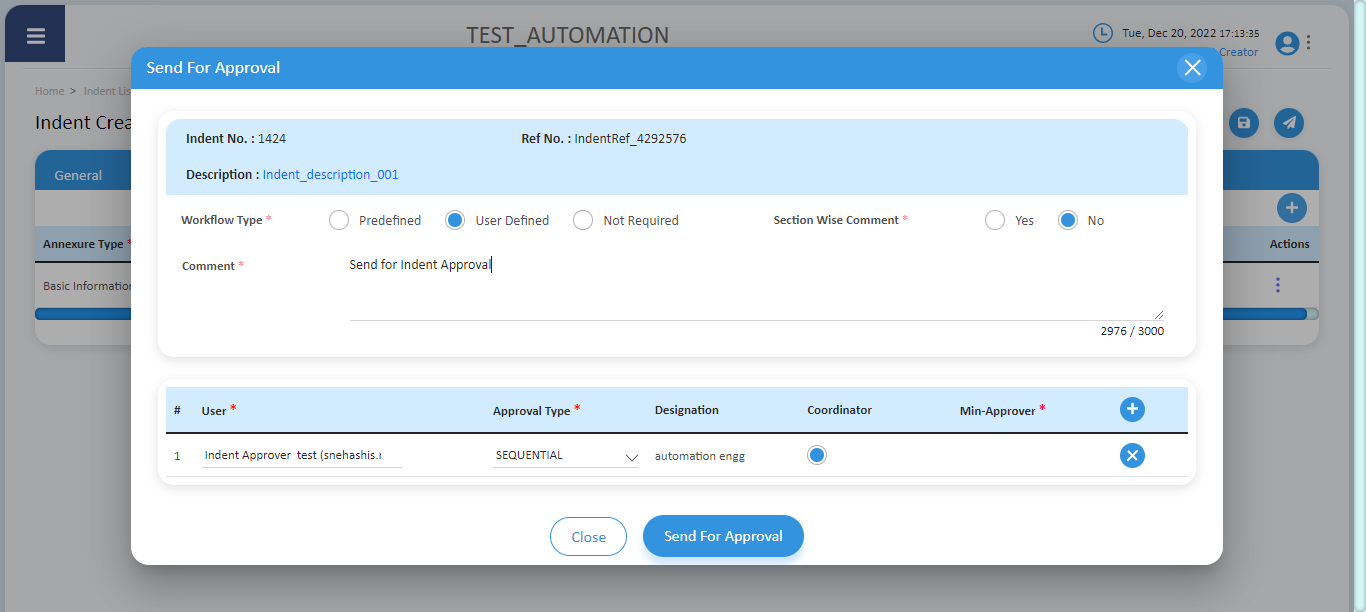 TEST_AUTOMATION
Tue, Dec 20, 2022 17:13:35
Creator
Home > Indent Lis
Indent Crea
General
Annexure Type *
Actions
Basic Information
Send For Approval
Indent No. : 1424 Ref No. : IndentRef_4292576
Description : Indent_description_001
Workflow Type * Predefined User Defined Not Required Section Wise Comment * Yes No
Comment * Send for Indent Approval
2976 / 3000
# User * Approval Type * Designation Coordinator Min-Approver *
1 Indent Approver test (snehashis. SEQUENTIAL automation engg
Close Send For Approval